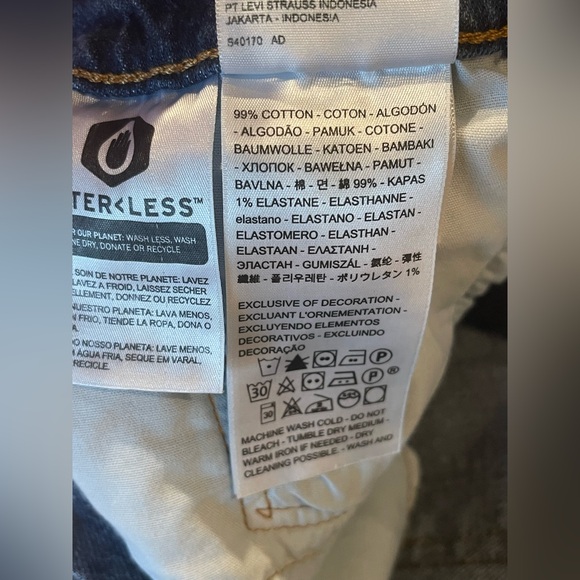 PT LEVI STRAUSS INDONESIA
JAKARTA - INDONESIA
S40170 AD
99% COTTON - COTON - ALGODÓN
- ALGODÃO - PAMUK - COTONE -
BAUMWOLLE - KATOEN - BAMBAKI
- ХЛОПОК - BAWEŁNA - PAMUT -
BAVLNA - 棉 - 면 - 綿 99% - KAPAS
1% ELASTANE - ELASTHANNE -
elastano - ELASTANO - ELASTAN -
ELASTOMERO - ELASTHAN -
ELASTAAN - ΕΛΑΣΤΑΝΗ -
ЭЛАСТАН - GUMISZÁL - 氨纶 - 彈性
纖維 - 폴리우레탄 - ポリウレタン 1%
EXCLUSIVE OF DECORATION -
EXCLUANT L'ORNEMENTATION -
EXCLUYENDO ELEMENTOS
DECORATIVOS - EXCLUINDO
DECORAÇÃO
P
30 P ®
30
MACHINE WASH COLD - DO NOT
BLEACH - TUMBLE DRY MEDIUM -
WARM IRON IF NEEDED - DRY
CLEANING POSSIBLE. - WASH AND
TER<LESS™
OUR PLANET: WASH LESS, WASH
DRY, DONATE OR RECYCLE
SOIN DE NOTRE PLANETE: LAVEZ
LAVEZ A FROID, LAISSEZ SECHER
ELLEMENT, DONNEZ OU RECYCLEZ
NUESTRO PLANETA: LAVA MENOS,
N FRIO, TIENDE LA ROPA, DONA O
A.
O NOSSO PLANETA: LAVE MENOS,
M ÁGUA FRIA, SEQUE EM VARAL,
RECICLE.